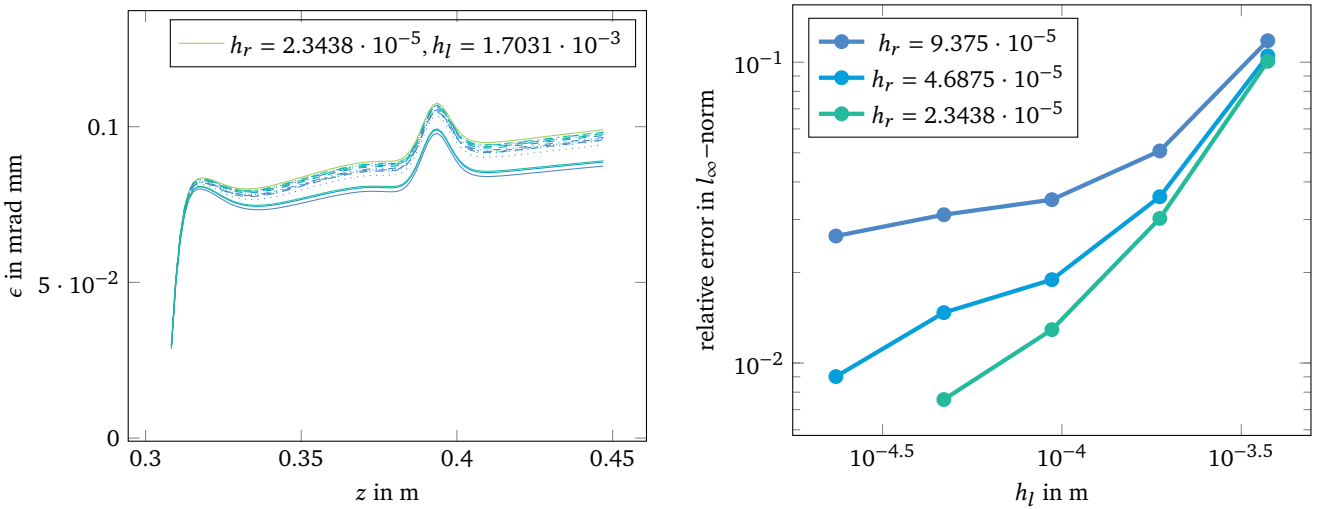 h_r = 2.3438 · 10^{-5}, h_l = 1.7031 · 10^{-3}
0.1
5 · 10^{-2}
0
ϵ in mrad mm
0.3
0.35
0.4
0.45
z in m
h_r = 9.375 · 10^{-5}
h_r = 4.6875 · 10^{-5}
h_r = 2.3438 · 10^{-5}
10^{-1}
10^{-2}
relative error in l_∞−norm
10^{-4.5}
10^{-4}
10^{-3.5}
h_l in m